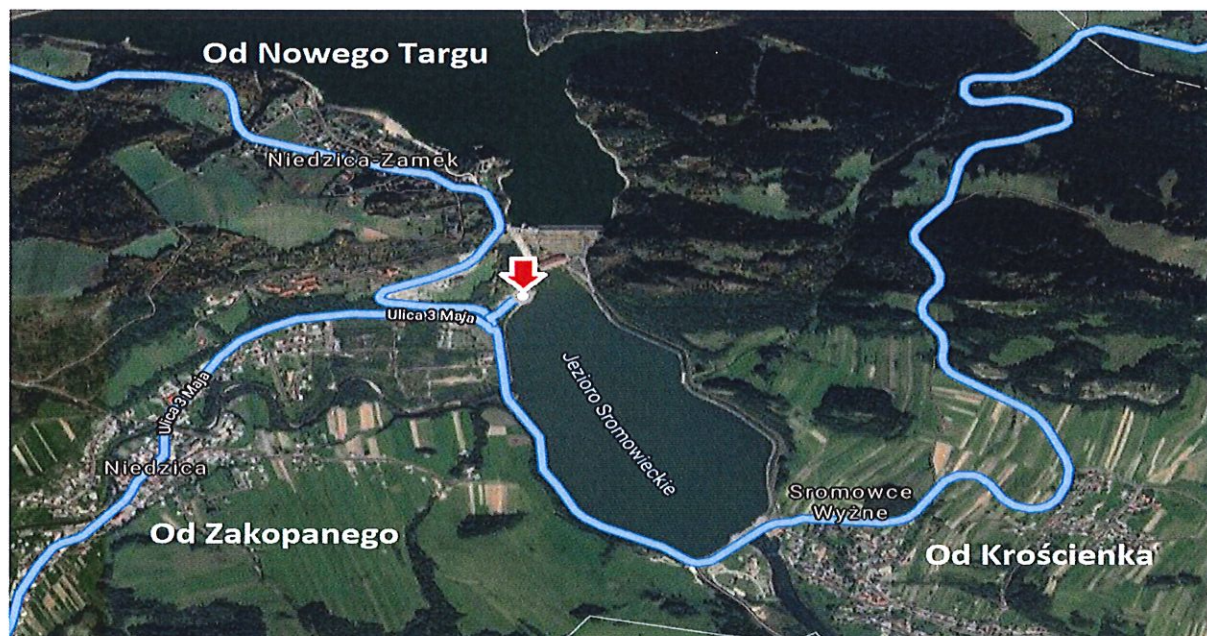 Od Nowego Targu
Niedzica-Zamek
Ulica 3 Maja
Ulica 3 Maja
Jezioro Sromowieckie
Niedzica
Sromowce
Wyżne
Od Zakopanego
Od Krościenka